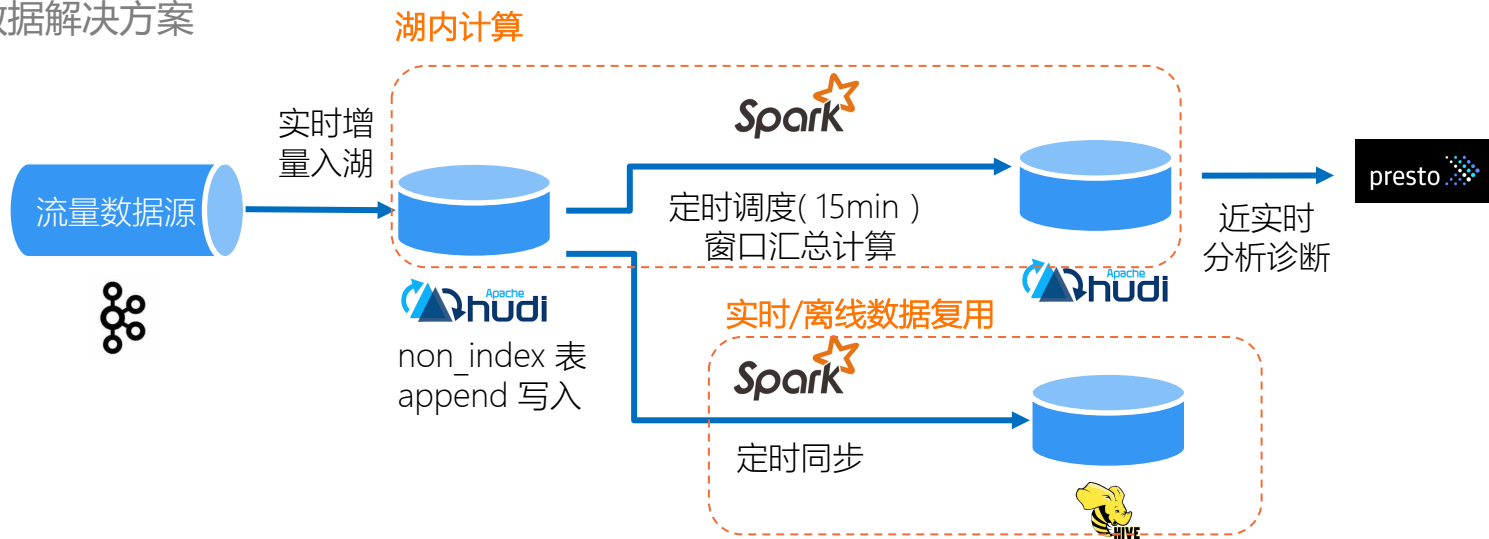 数据解决方案
湖内计算
Spark
实时增
量入湖
流量数据源
定时调度( 15min )
窗口汇总计算
presto
近实时
分析诊断
Apache
hudi
Apache
hudi
实时/离线数据复用
non_index 表
append 写入
Spark
定时同步
HIVE